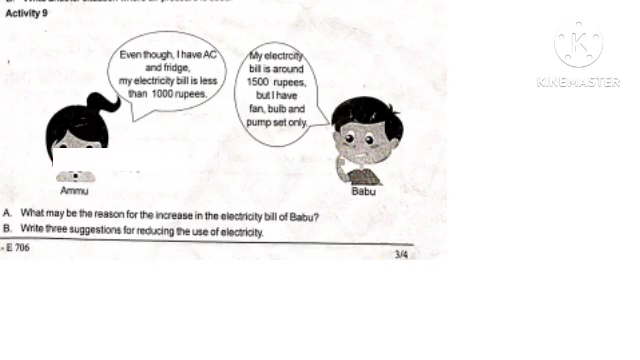 Activity 9
Even though, I have AC
and fridge,
my electricity bill is less
than 1000 rupees.
My electrcity
bill is around
1500 rupees,
but I have
fan, bulb and
pump set only.
KINEMASTER
Ammu
Babu
A. What may be the reason for the increase in the electricity bill of Babu?
B. Write three suggestions for reducing the use of electricity.
- E 706
3/4